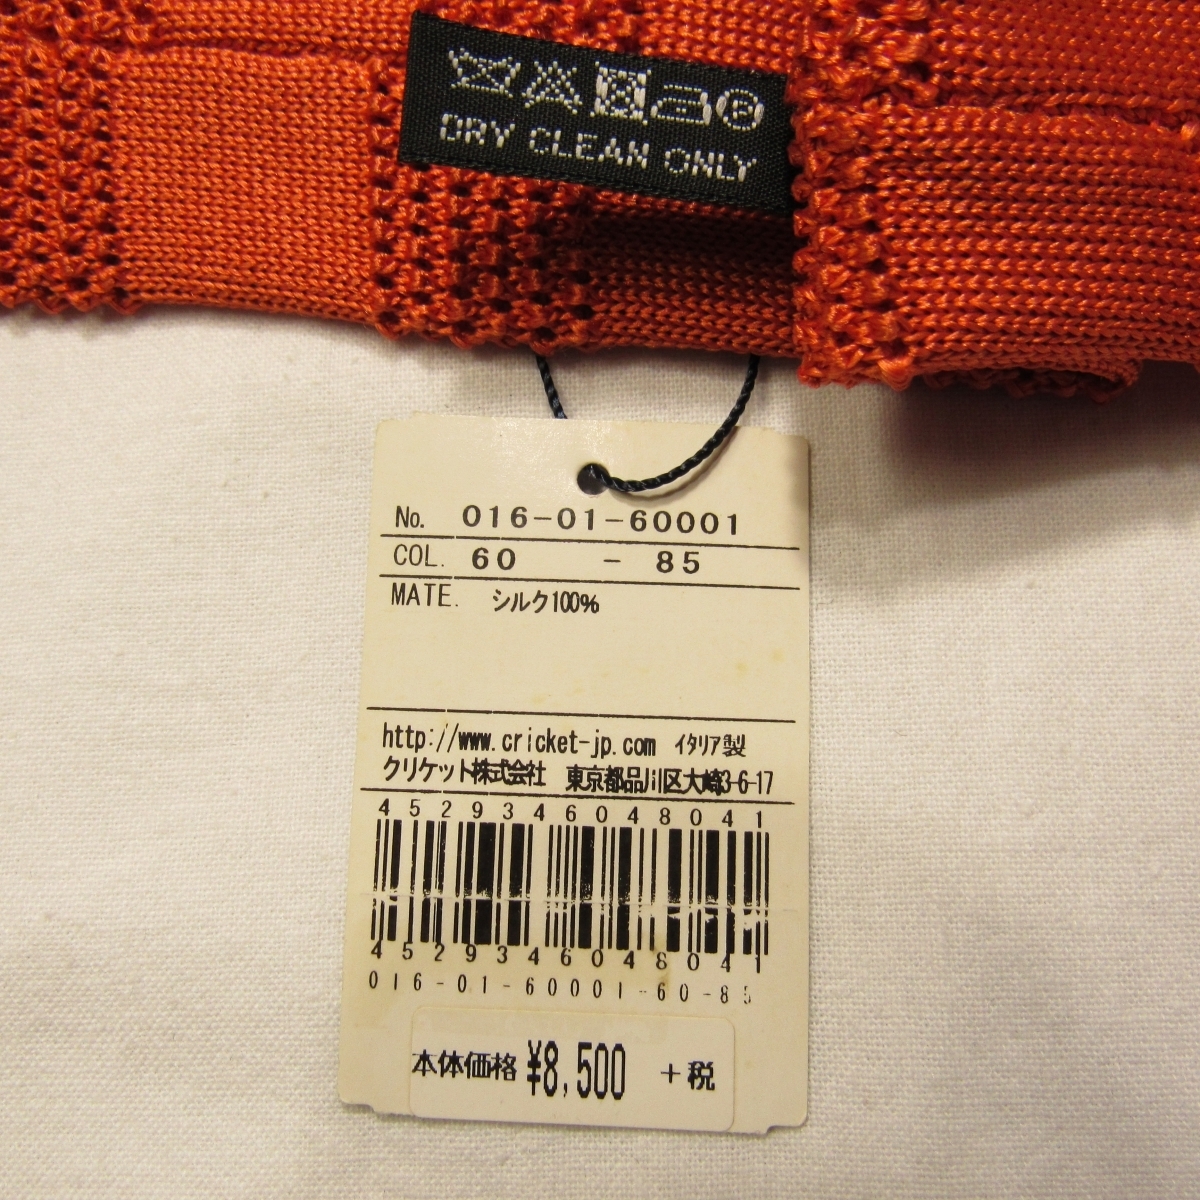 DRY CLEAN ONLY
No. 016-01-60001
COL. 60 - 85
MATE. シルク100%
http://www.cricket-jp.com イタリア製
クリケット株式会社 東京都品川区大崎3-6-17
4529346048041
4529346048041
016-01-60001-60-85
本体価格 ¥8,500 +税